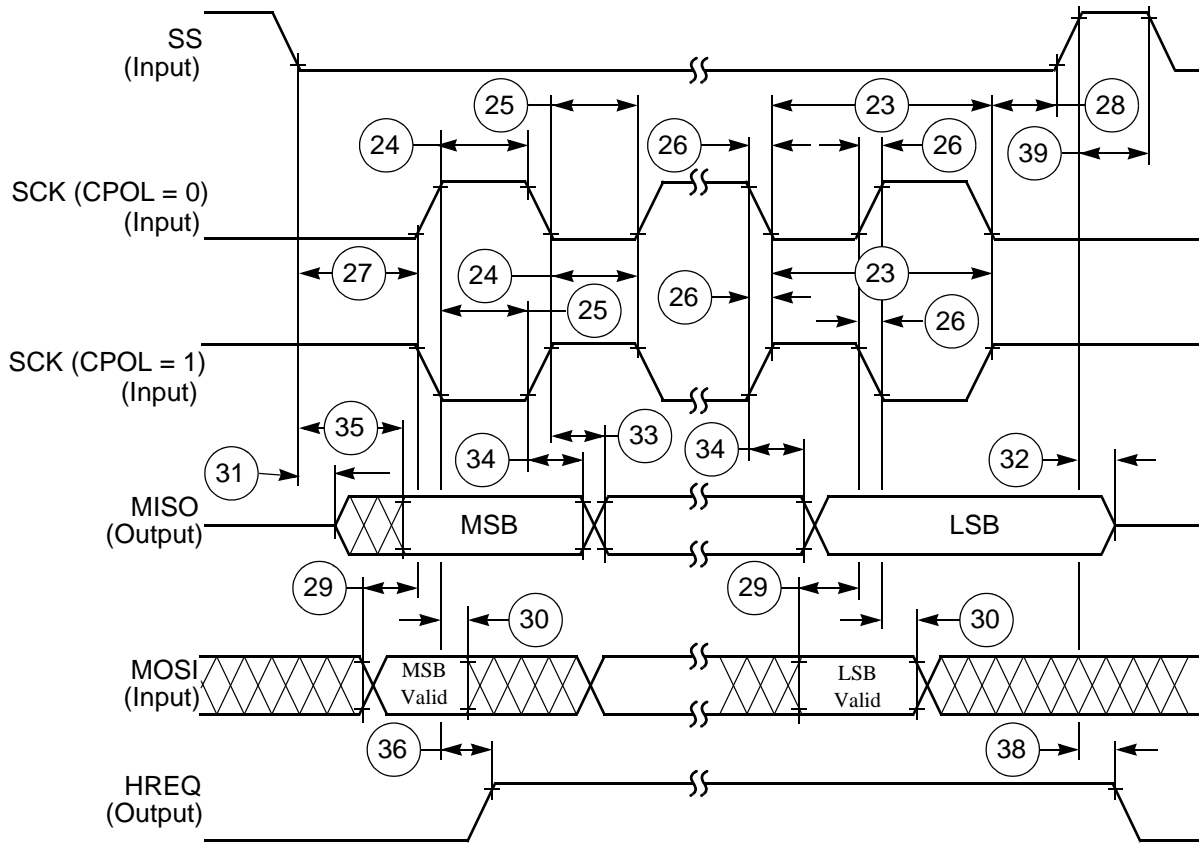 SS
(Input)
25
23
28
24
26
26
39
SCK (CPOL = 0)
(Input)
27
24
23
26
25
26
SCK (CPOL = 1)
(Input)
35
33
34
34
31
32
MISO
(Output)
MSB
LSB
29
29
30
30
MOSI
(Input)
MSB
Valid
LSB
Valid
36
38
HREQ
(Output)